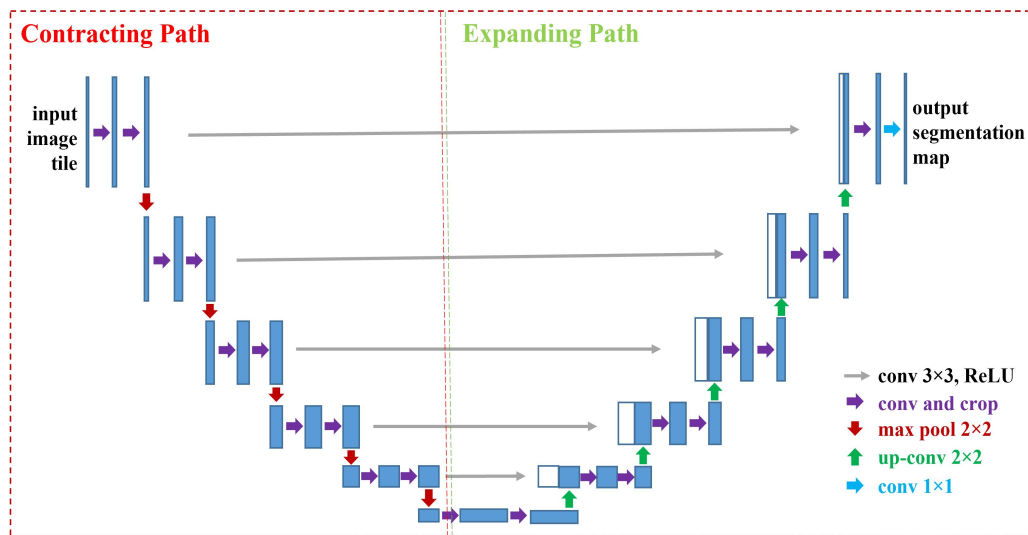 Contracting Path
Expanding Path
input
image
tile
output
segmentation
map
conv 3×3, ReLU
conv and crop
max pool 2×2
up-conv 2×2
conv 1×1